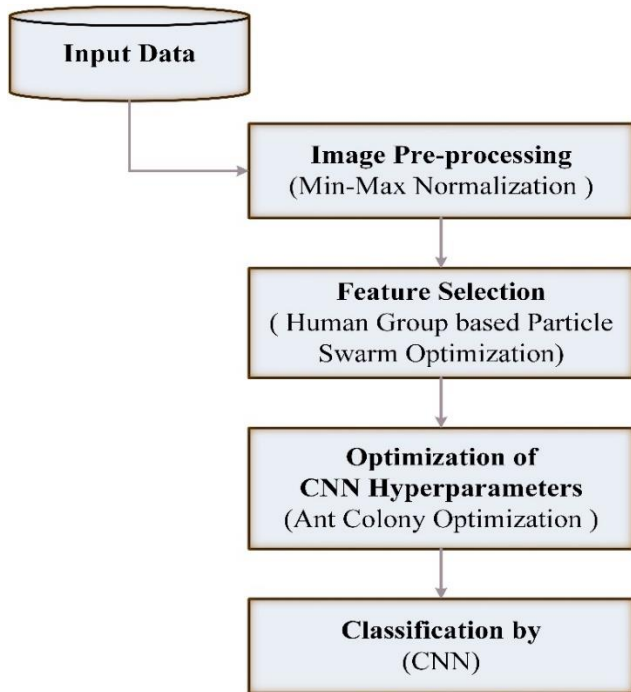 Input Data
Image Pre-processing
(Min-Max Normalization )
Feature Selection
( Human Group based Particle
Swarm Optimization)
Optimization of
CNN Hyperparameters
(Ant Colony Optimization )
Classification by
(CNN)